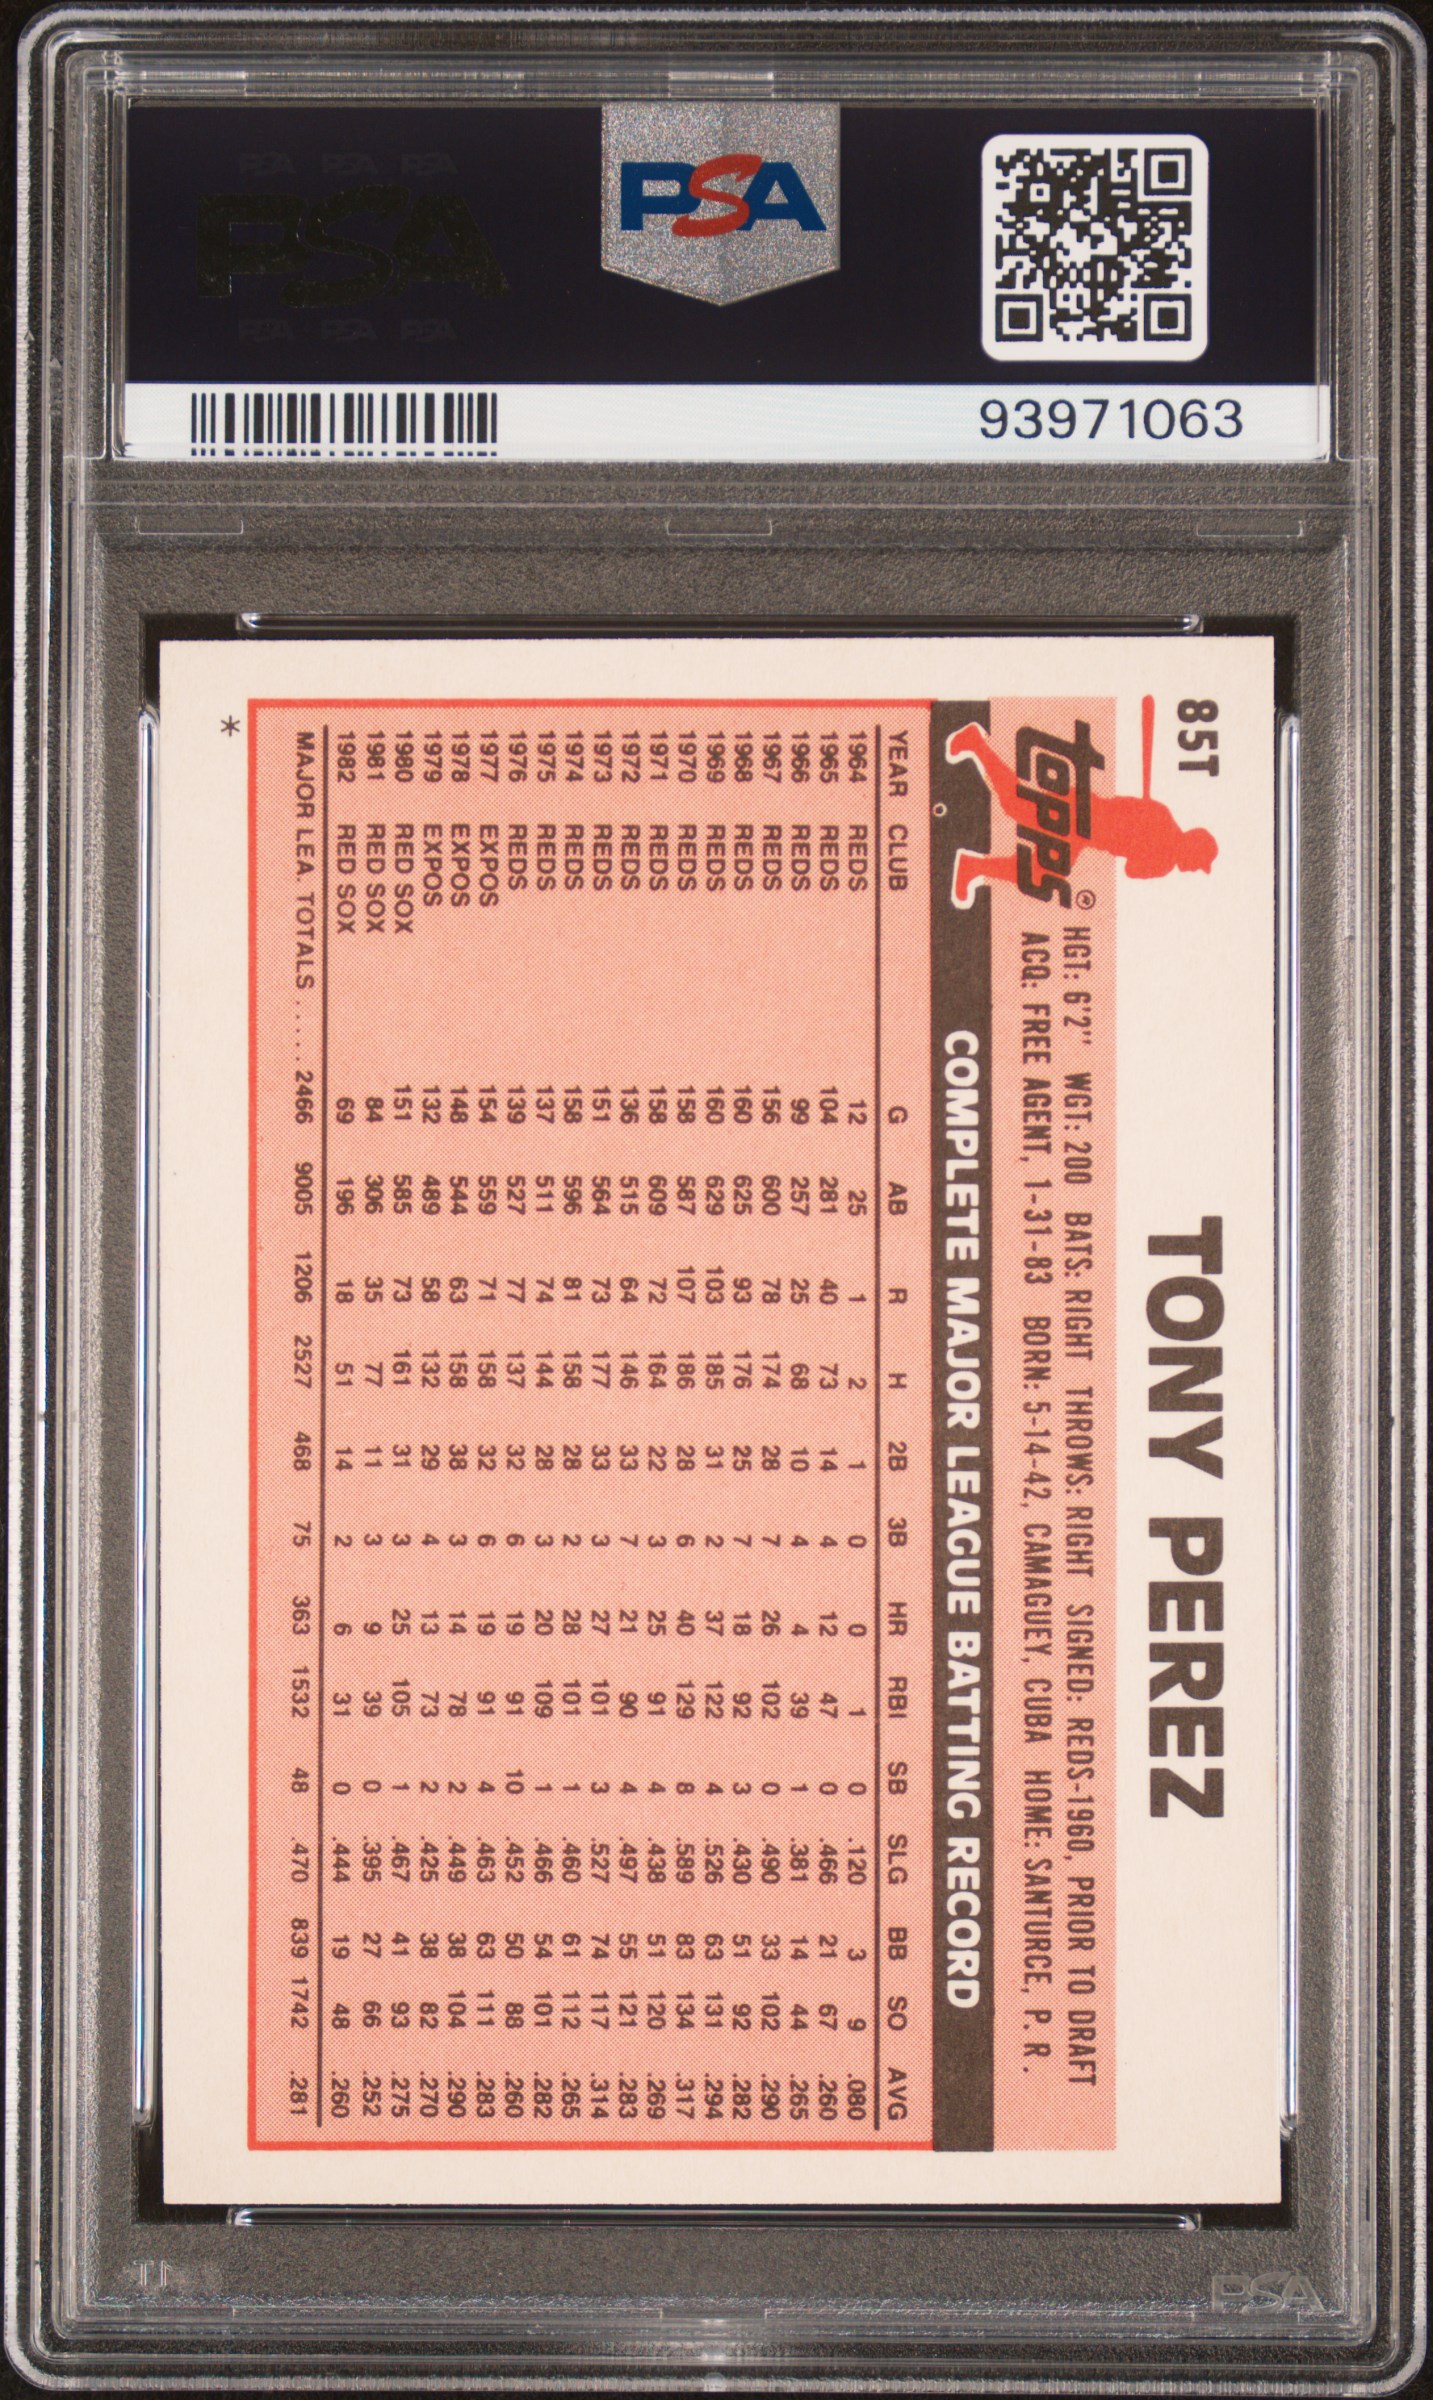 PSA PSA PSA
PSA
PSA PSA PSA
PSA
93971063
85T
TONY PEREZ
topps®
HGT: 6'2" WGT: 200 BATS: RIGHT THROWS: RIGHT SIGNED: REDS-1960, PRIOR TO DRAFT
ACQ: FREE AGENT, 1-31-83 BORN: 5-14-42, CAMAGUEY, CUBA HOME: SANTURCE, P. R.
COMPLETE MAJOR LEAGUE BATTING RECORD
YEAR CLUB G AB R H 2B 3B HR RBI SB SLG BB SO AVG
1964 REDS 12 25 1 2 1 0 0 1 0 .120 3 9 .080
1965 REDS 104 281 40 73 14 4 12 47 0 .466 21 67 .260
1966 REDS 99 257 25 68 10 4 4 39 1 .381 14 44 .265
1967 REDS 156 600 78 174 28 7 26 102 0 .490 33 102 .290
1968 REDS 160 625 93 176 25 7 18 92 3 .430 51 92 .282
1969 REDS 160 629 103 185 31 2 37 122 4 .526 63 131 .294
1970 REDS 158 587 107 186 28 6 40 129 8 .589 83 134 .317
1971 REDS 158 609 72 164 22 3 25 91 4 .438 51 120 .269
1972 REDS 136 515 64 146 33 7 21 90 4 .497 55 121 .283
1973 REDS 151 564 73 177 33 3 27 101 3 .527 74 117 .314
1974 REDS 158 596 81 158 28 2 28 101 1 .460 61 112 .265
1975 REDS 137 511 74 144 28 3 20 109 1 .466 54 101 .282
1976 REDS 139 527 77 137 32 6 19 91 10 .452 50 88 .260
1977 EXPOS 154 559 71 158 32 6 19 91 4 .463 63 111 .283
1978 EXPOS 148 544 63 158 38 3 14 78 2 .449 38 104 .290
1979 EXPOS 132 489 58 132 29 4 13 73 2 .425 38 82 .270
1980 RED SOX 151 585 73 161 31 3 25 105 1 .467 41 93 .275
1981 RED SOX 84 306 35 77 11 3 9 39 0 .395 27 66 .252
1982 RED SOX 69 196 18 51 14 2 6 31 0 .444 19 48 .260
MAJOR LEA. TOTALS ..... 2466 9005 1206 2527 468 75 363 1532 48 .470 839 1742 .281
*
PSA